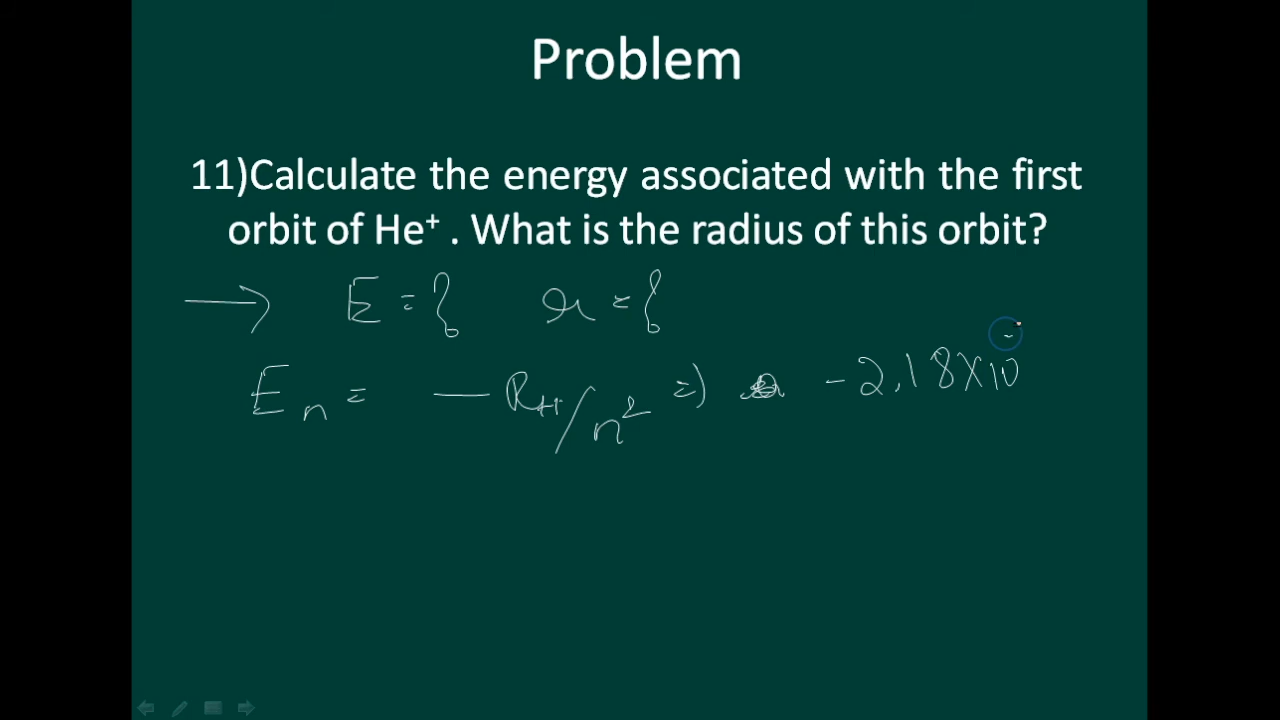 Problem
11)Calculate the energy associated with the first
orbit of He⁺ . What is the radius of this orbit?
→ E = ? r = ?
Eₙ = — R_H/n² => -2.18×10⁻